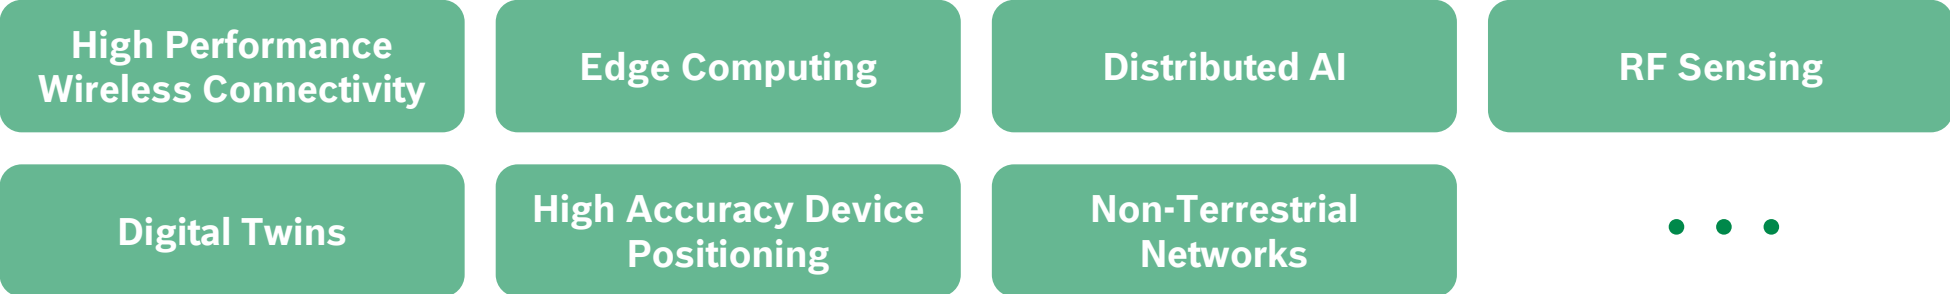 High Performance
Wireless Connectivity
Edge Computing
Distributed AI
RF Sensing
Digital Twins
High Accuracy Device
Positioning
Non-Terrestrial
Networks
• • •